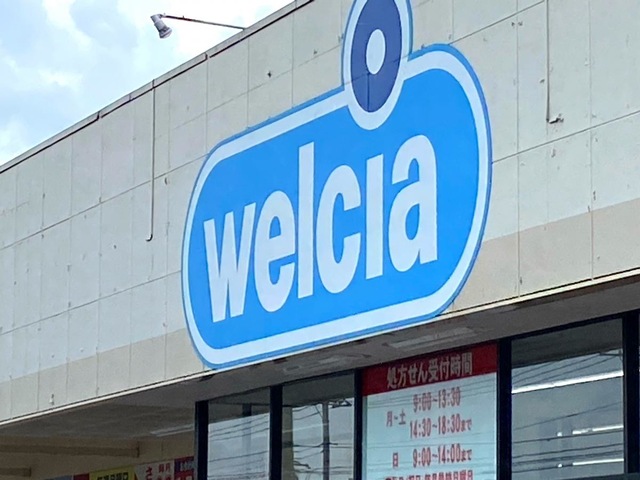 welcia
処方せん受付時間
月～土 9:00~13:30
14:30~18:30まで
日 9:00~14:00まで